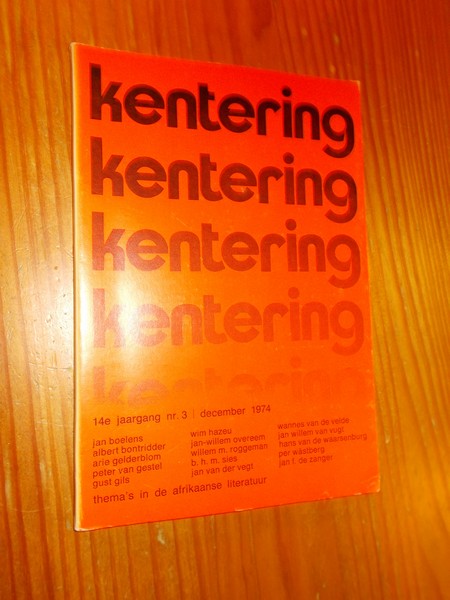 kentering
kentering
kentering
kentering
kentering
14e jaargang nr. 3 | december 1974
jan boelens
albert bontridder
arie gelderblom
peter van gestel
gust gils
wim hazeu
jan-willem overeem
willem m. roggeman
b. h. m. sies
jan van der vegt
wannes van de velde
jan willem van vugt
hans van de waarsenburg
per wästberg
jan f. de zanger
thema's in de afrikaanse literatuur